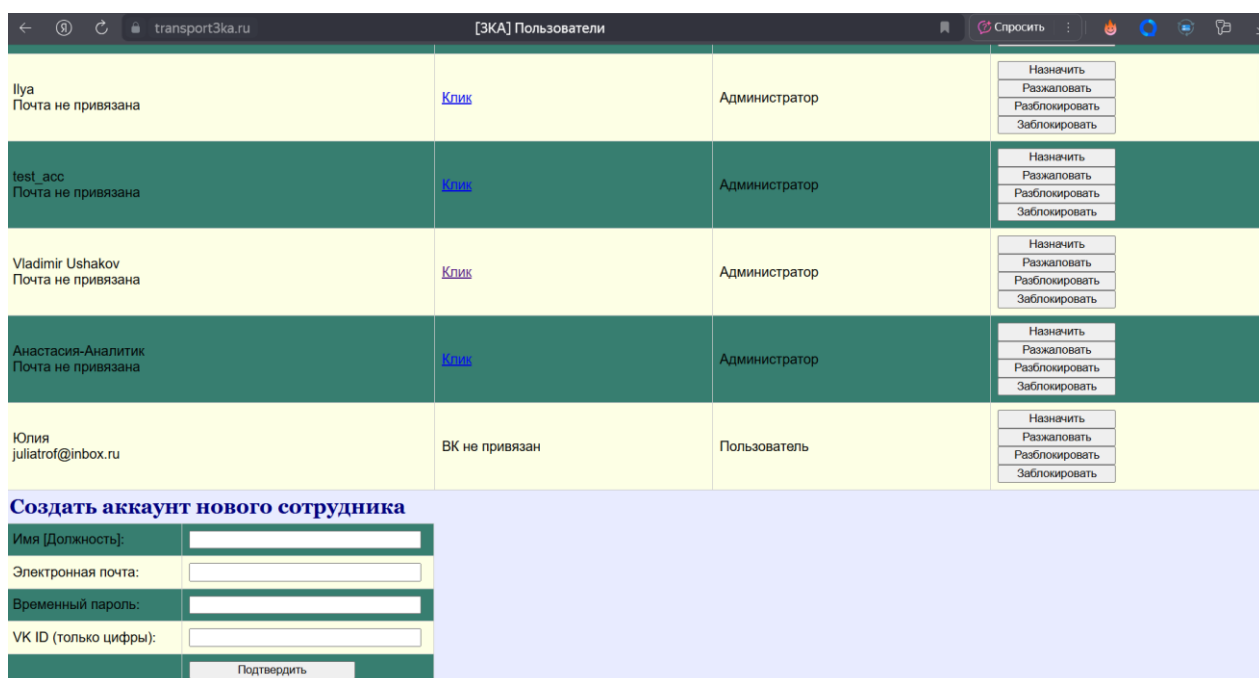 transport3ka.ru [ЗКА] Пользователи Спросить
Ilya
Почта не привязана
Клик
Администратор
Назначить
Разжаловать
Разблокировать
Заблокировать
test_acc
Почта не привязана
Клик
Администратор
Назначить
Разжаловать
Разблокировать
Заблокировать
Vladimir Ushakov
Почта не привязана
Клик
Администратор
Назначить
Разжаловать
Разблокировать
Заблокировать
Анастасия-Аналитик
Почта не привязана
Клик
Администратор
Назначить
Разжаловать
Разблокировать
Заблокировать
Юлия
juliatrof@inbox.ru
ВК не привязан
Пользователь
Назначить
Разжаловать
Разблокировать
Заблокировать
Создать аккаунт нового сотрудника
Имя [Должность]:
Электронная почта:
Временный пароль:
VK ID (только цифры):
Подтвердить